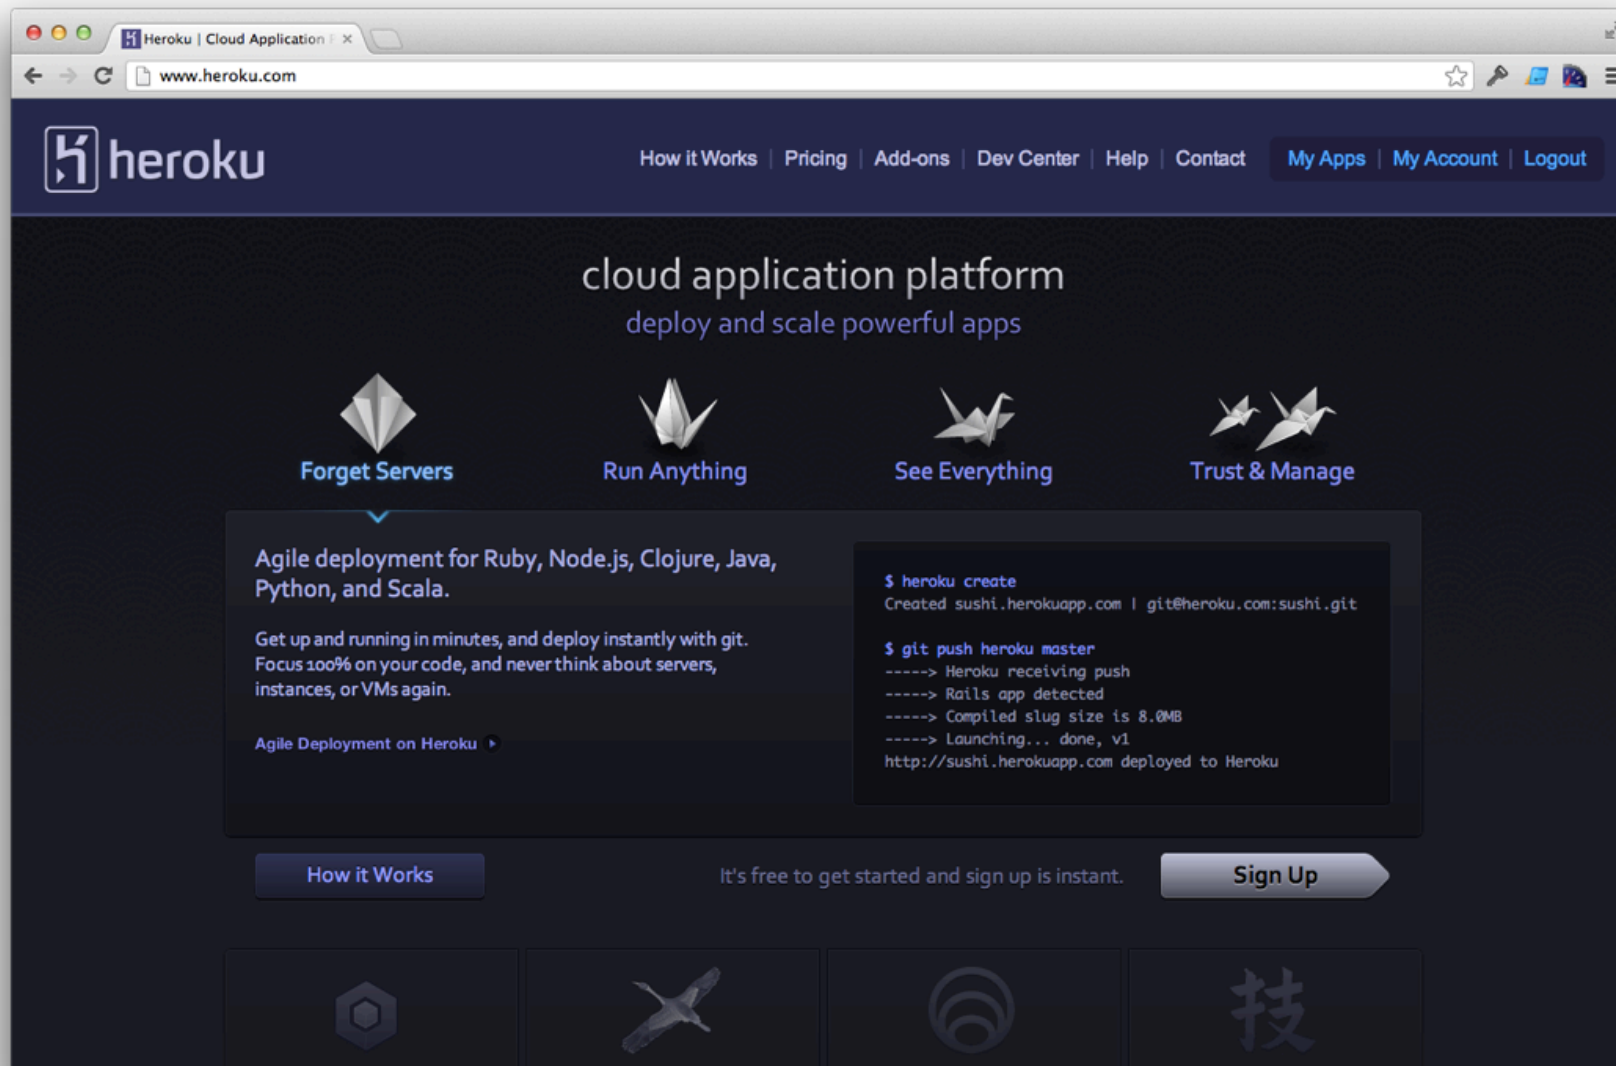 Heroku | Cloud Application
www.heroku.com
heroku
How it Works | Pricing | Add-ons | Dev Center | Help | Contact
My Apps | My Account | Logout
cloud application platform
deploy and scale powerful apps
Forget Servers
Run Anything
See Everything
Trust & Manage
Agile deployment for Ruby, Node.js, Clojure, Java,
Python, and Scala.
Get up and running in minutes, and deploy instantly with git.
Focus 100% on your code, and never think about servers,
instances, or VMs again.
Agile Deployment on Heroku
$ heroku create
Created sushi.herokuapp.com | git@heroku.com:sushi.git
$ git push heroku master
-----> Heroku receiving push
-----> Rails app detected
-----> Compiled slug size is 8.0MB
-----> Launching... done, v1
http://sushi.herokuapp.com deployed to Heroku
How it Works
It's free to get started and sign up is instant.
Sign Up
技